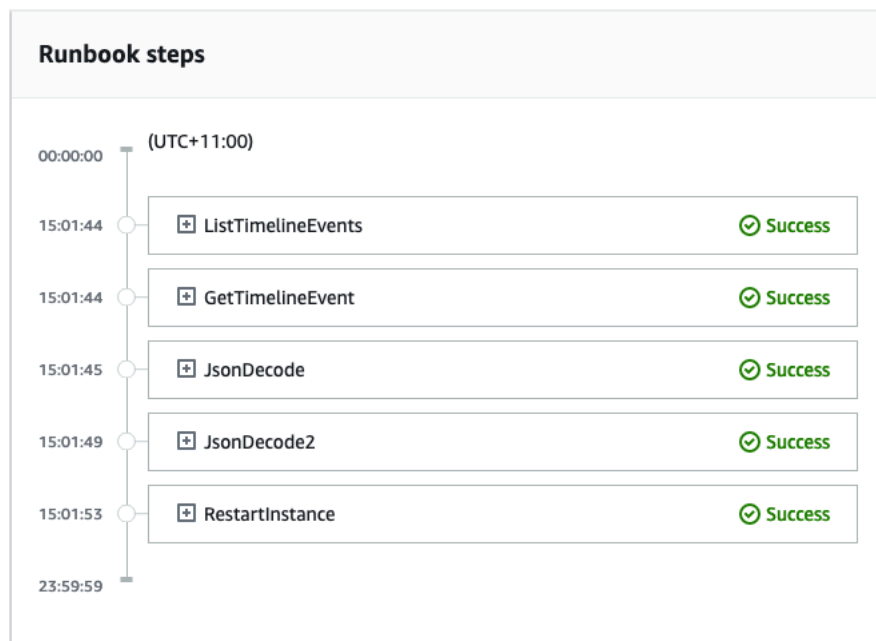 Runbook steps
(UTC+11:00)
00:00:00
15:01:44 ListTimelineEvents Success
15:01:44 GetTimelineEvent Success
15:01:45 JsonDecode Success
15:01:49 JsonDecode2 Success
15:01:53 RestartInstance Success
23:59:59